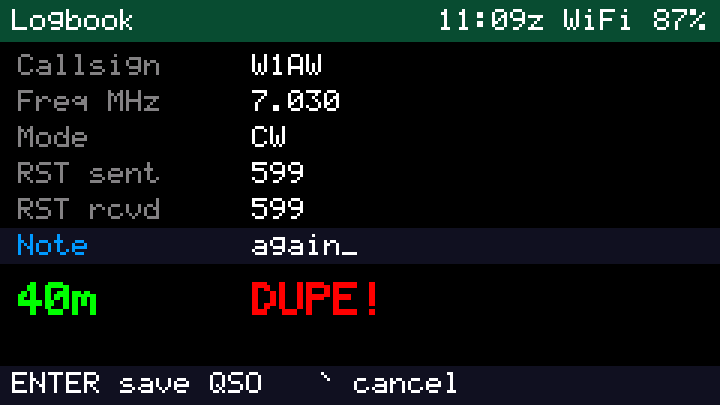 Logbook 11:09z WiFi 87%
Callsign W1AW
Freq MHz 7.030
Mode CW
RST sent 599
RST rcvd 599
Note again_
40m DUPE!
ENTER save QSO ` cancel